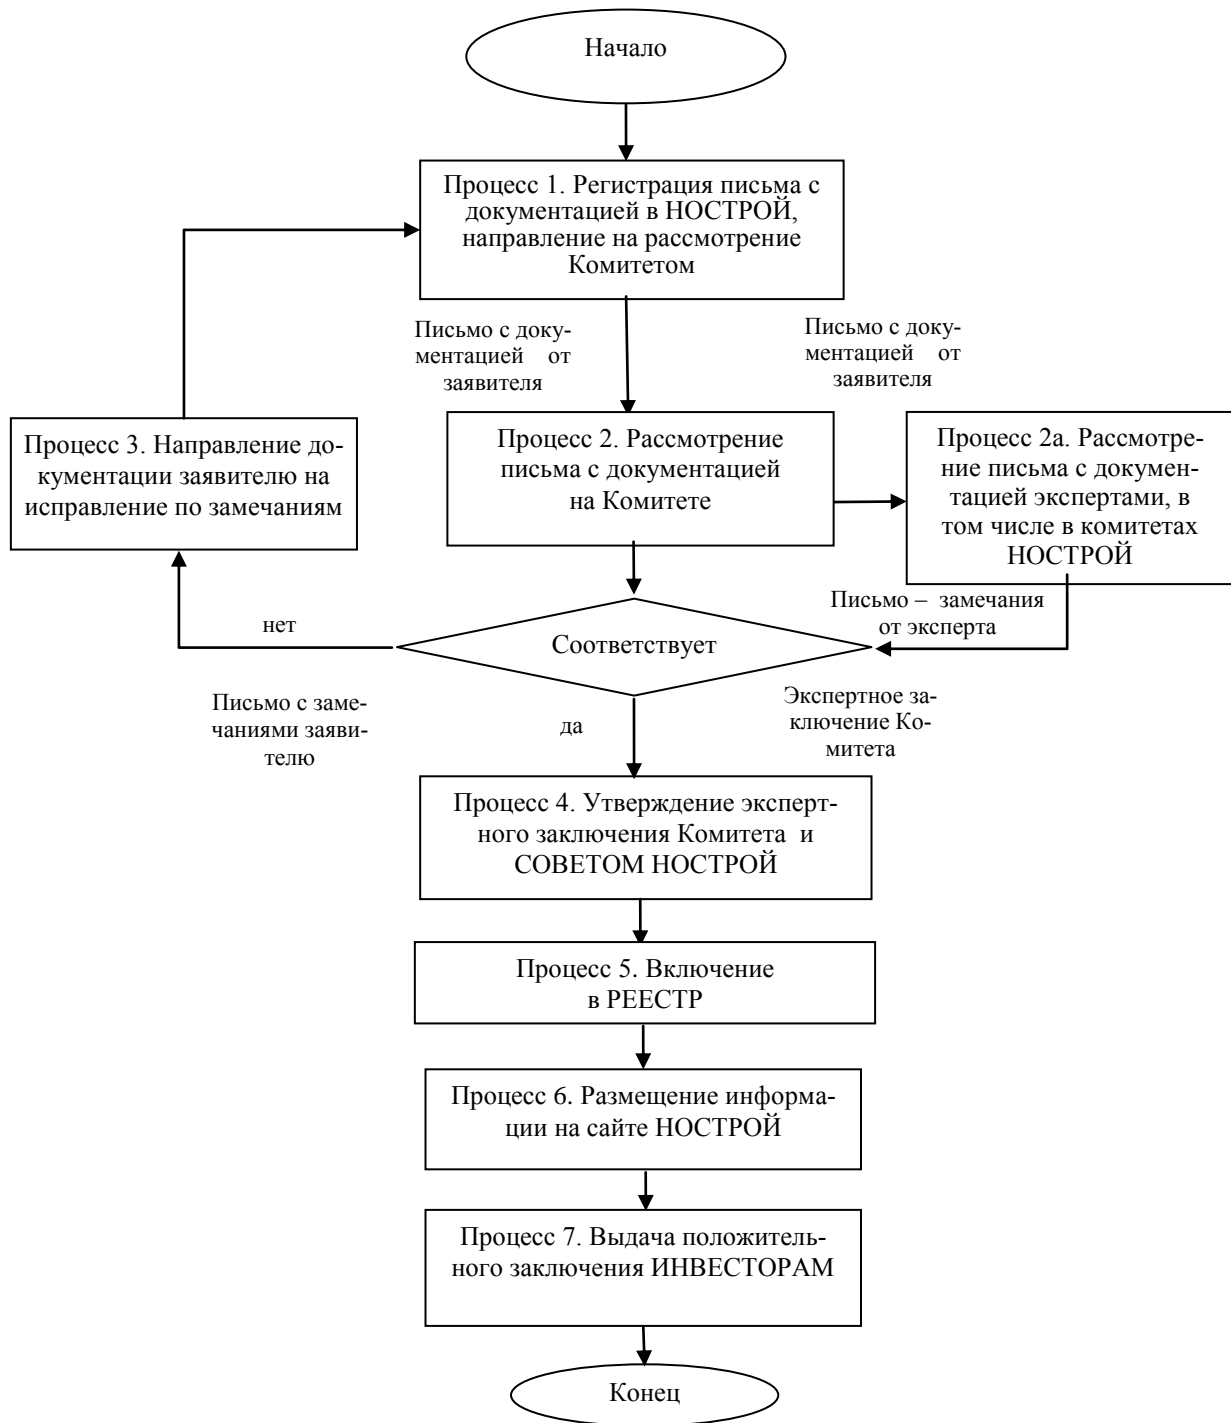 Начало
Процесс 1. Регистрация письма с
документацией в НОСТРОЙ,
направление на рассмотрение
Комитетом
Письмо с доку-
ментацией от
заявителя
Письмо с доку-
ментацией от
заявителя
Процесс 3. Направление до-
кументации заявителю на
исправление по замечаниям
Процесс 2. Рассмотрение
письма с документацией
на Комитете
Процесс 2а. Рассмотре-
ние письма с докумен-
тацией экспертами, в
том числе в комитетах
НОСТРОЙ
Письмо – замечания
от эксперта
нет
Соответствует
Письмо с заме-
чаниями заяви-
телю
да
Экспертное за-
ключение Ко-
митета
Процесс 4. Утверждение эксперт-
ного заключения Комитета и
СОВЕТОМ НОСТРОЙ
Процесс 5. Включение
в РЕЕСТР
Процесс 6. Размещение информа-
ции на сайте НОСТРОЙ
Процесс 7. Выдача положитель-
ного заключения ИНВЕСТОРАМ
Конец